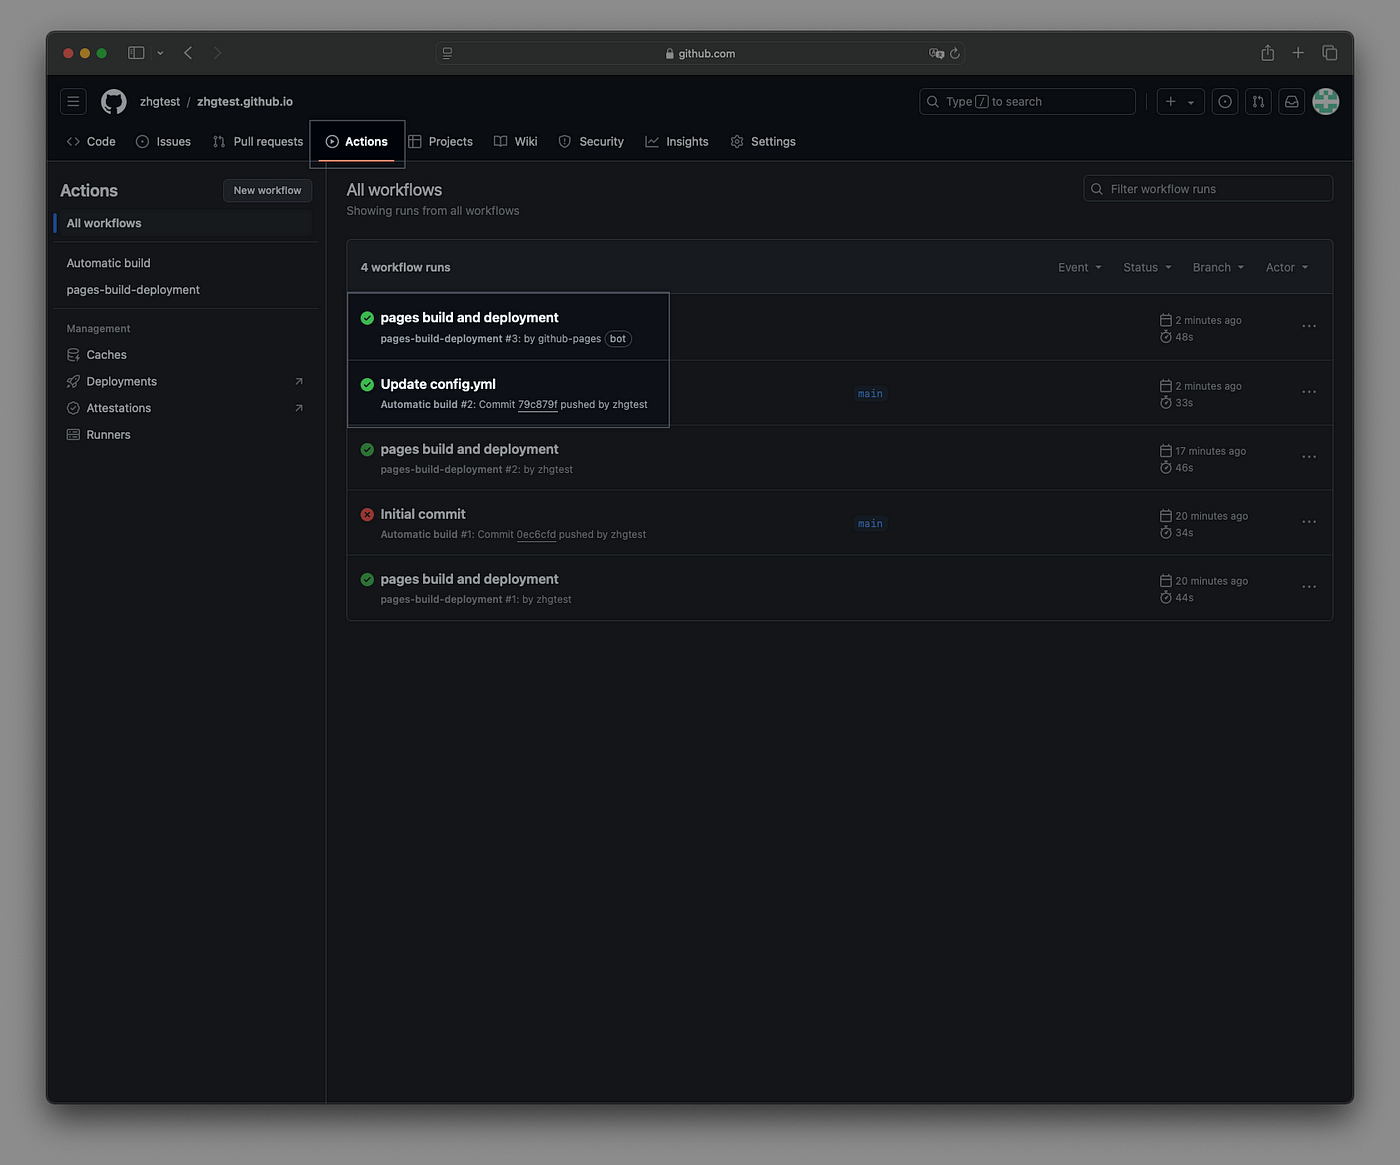 github.com
zhgtest / zhgtest.github.io
Type / to search
Code
Issues
Pull requests
Actions
Projects
Wiki
Security
Insights
Settings
Actions
New workflow
All workflows
Automatic build
pages-build-deployment
Management
Caches
Deployments
Attestations
Runners
All workflows
Showing runs from all workflows
Filter workflow runs
4 workflow runs
Event
Status
Branch
Actor
pages build and deployment
pages-build-deployment #3: by github-pages bot
2 minutes ago
48s
Update config.yml
Automatic build #2: Commit 79c879f pushed by zhgtest
main
2 minutes ago
33s
pages build and deployment
pages-build-deployment #2: by zhgtest
17 minutes ago
46s
Initial commit
Automatic build #1: Commit 0ec6cfd pushed by zhgtest
main
20 minutes ago
34s
pages build and deployment
pages-build-deployment #1: by zhgtest
20 minutes ago
44s